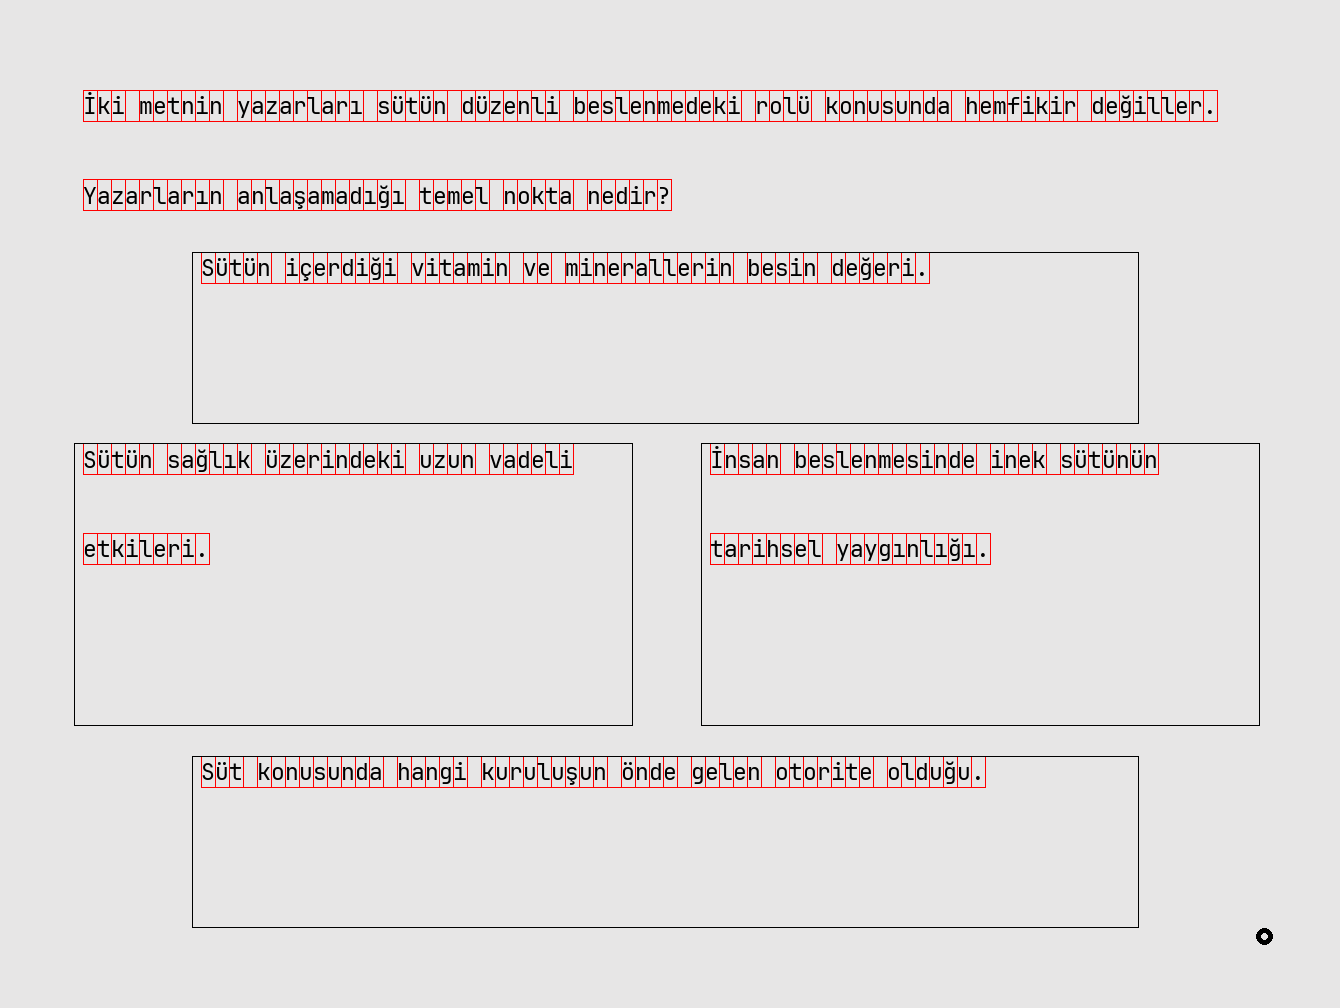 İki metnin yazarları sütün düzenli beslenmedeki rolü konusunda hemfikir değiller.
Yazarların anlaşamadığı temel nokta nedir?
Sütün içerdiği vitamin ve minerallerin besin değeri.
Sütün sağlık üzerindeki uzun vadeli
etkileri.
İnsan beslenmesinde inek sütünün
tarihsel yaygınlığı.
Süt konusunda hangi kuruluşun önde gelen otorite olduğu.